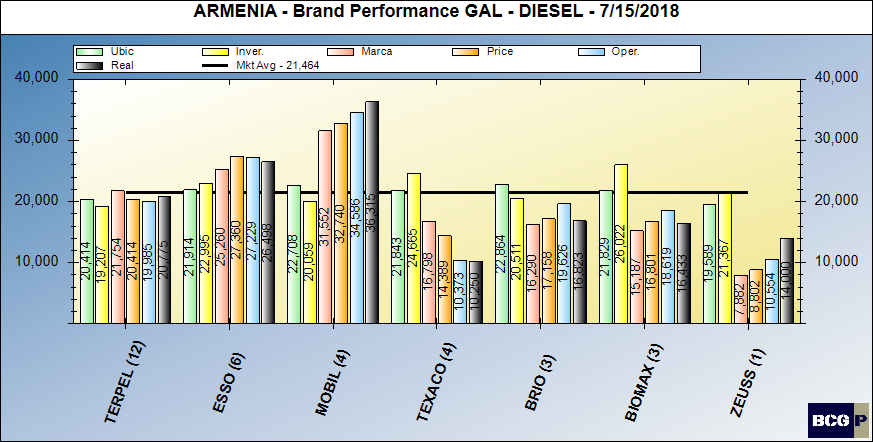 ARMENIA - Brand Performance GAL - DIESEL - 7/15/2018
Ubic Inver. Marca Price Oper.
Real Mkt Avg - 21,464
40,000 40,000
30,000 30,000
20,000 20,000
10,000 10,000
20,414 19,207 21,754 20,414 19,985 20,775
21,914 22,995 25,260 27,360 27,229 26,498
22,708 20,059 31,552 32,740 34,586 36,315
21,843 24,665 16,798 14,389 10,373 10,250
22,864 20,511 16,290 17,158 19,626 16,823
21,829 26,022 15,187 16,801 18,619 16,433
19,589 21,367 7,882 8,802 10,554 14,000
TERPEL (12)
ESSO (6)
MOBIL (4)
TEXACO (4)
BRIO (3)
BIOMAX (3)
ZEUSS (1)
BCG P